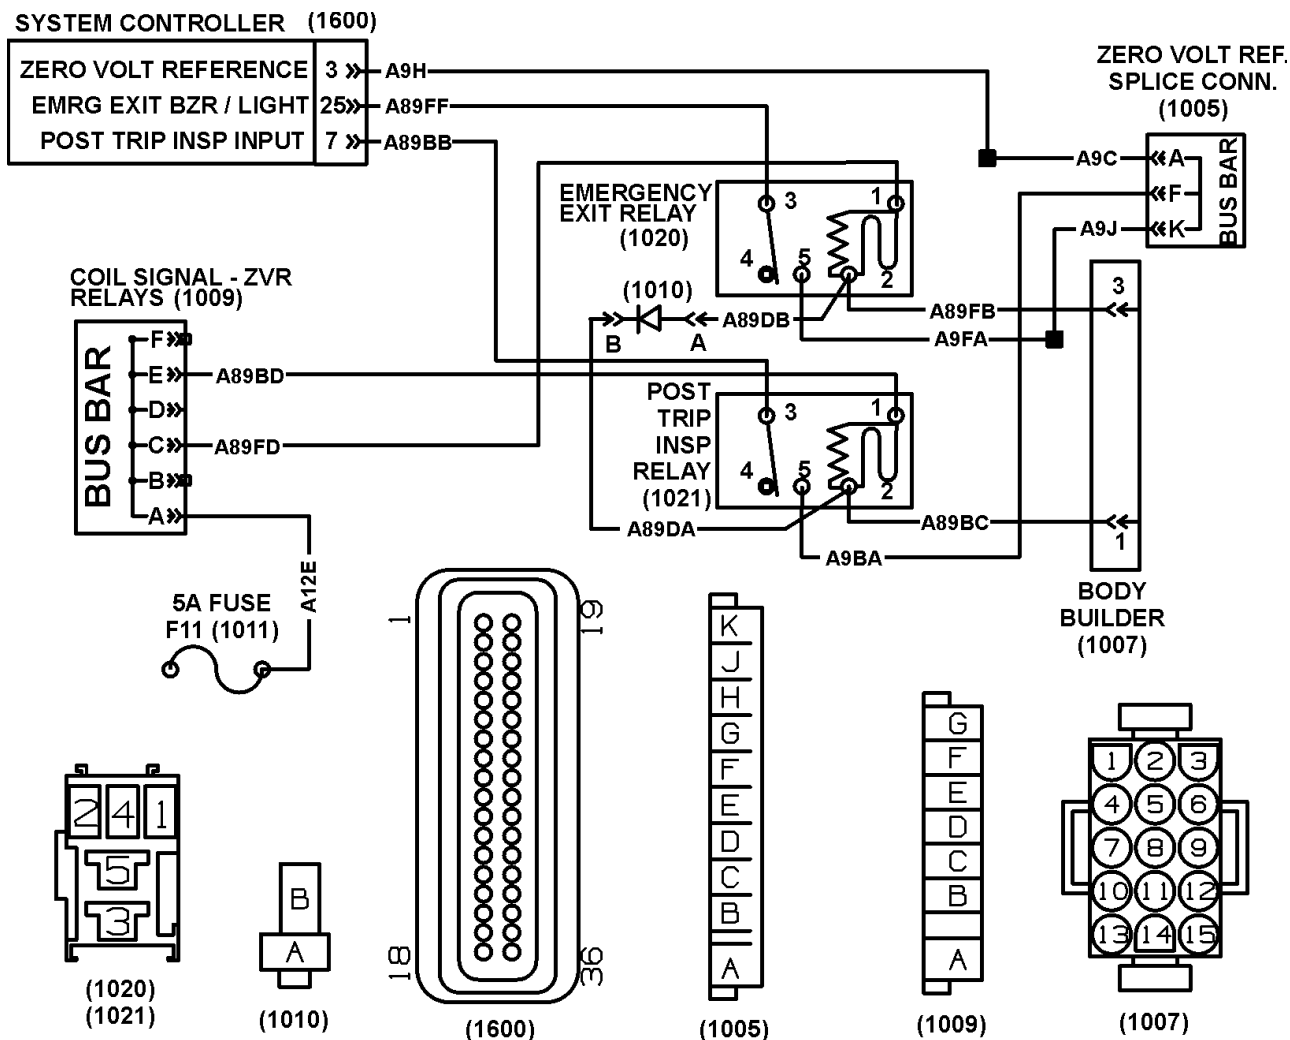 SYSTEM CONTROLLER (1600)
ZERO VOLT REFERENCE 3 A9H
EMRG EXIT BZR / LIGHT 25 A89FF
POST TRIP INSP INPUT 7 A89BB
ZERO VOLT REF.
SPLICE CONN.
(1005)
A9C A
F
A9J K
BUS BAR
EMERGENCY
EXIT RELAY
(1020)
3 1
4 5 2
COIL SIGNAL - ZVR
RELAYS (1009)
BUS BAR
F
E A89BD
D
C A89FD
B
A
A12E
(1010)
B A
A89DB
A89FB
A9FA
3
POST
TRIP
INSP
RELAY
(1021)
3 1
4 5 2
A89DA
A89BC
A9BA
1
BODY
BUILDER
(1007)
5A FUSE
F11 (1011)
2 4 1
5
3
(1020)
(1021)
B
A
(1010)
1 19
18 36
(1600)
K
J
H
G
F
E
D
C
B
A
(1005)
G
F
E
D
C
B
A
(1009)
1 2 3
4 5 6
7 8 9
10 11 12
13 14 15
(1007)